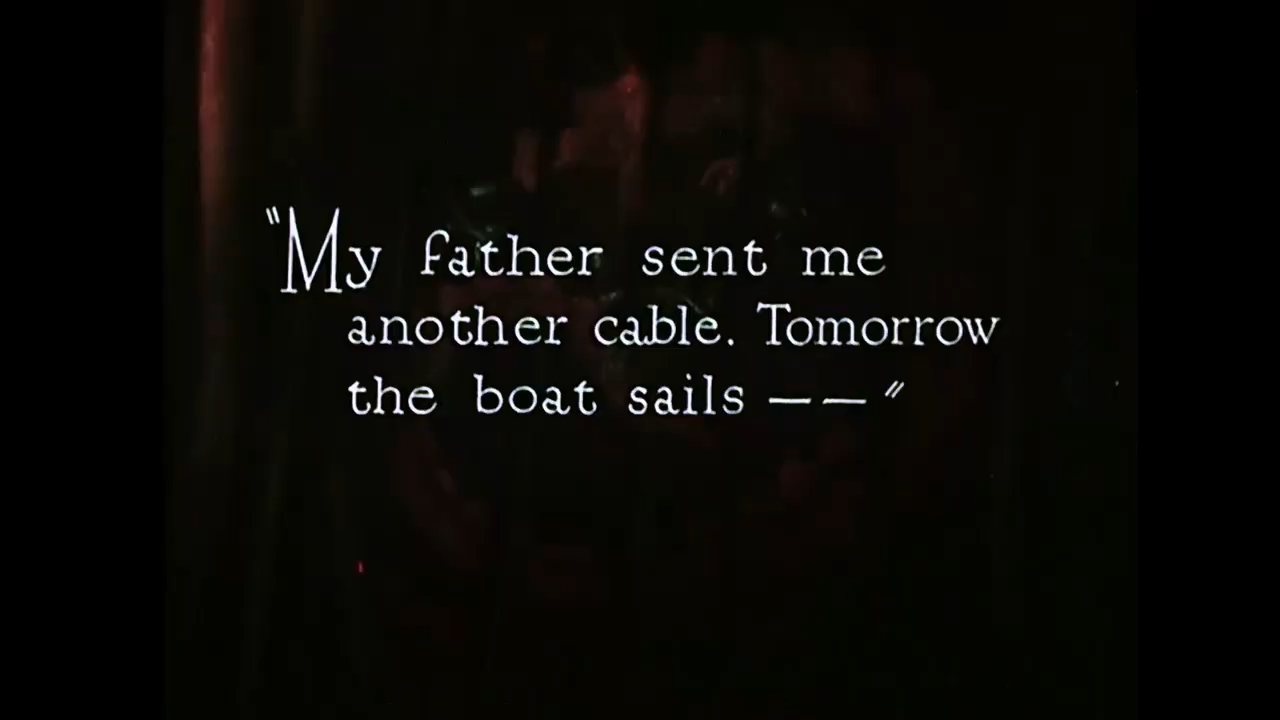 "My father sent me
another cable. Tomorrow
the boat sails — — "